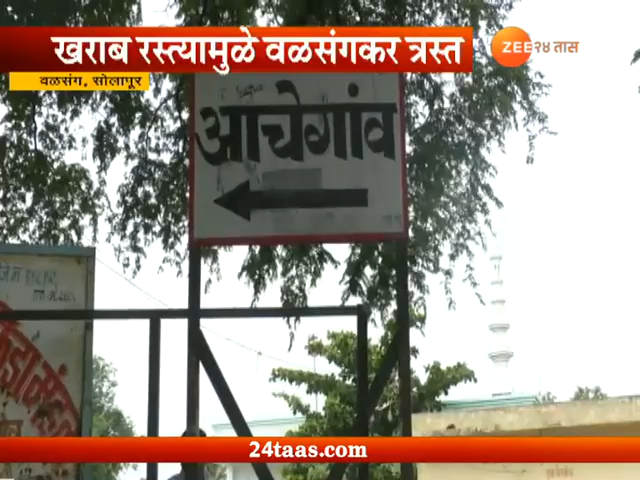 खराब रस्त्यामुळे वळसंगकर त्रस्त
ZEE २४ तास
वळसंग, सोलापूर
आचेगांव
24taas.com